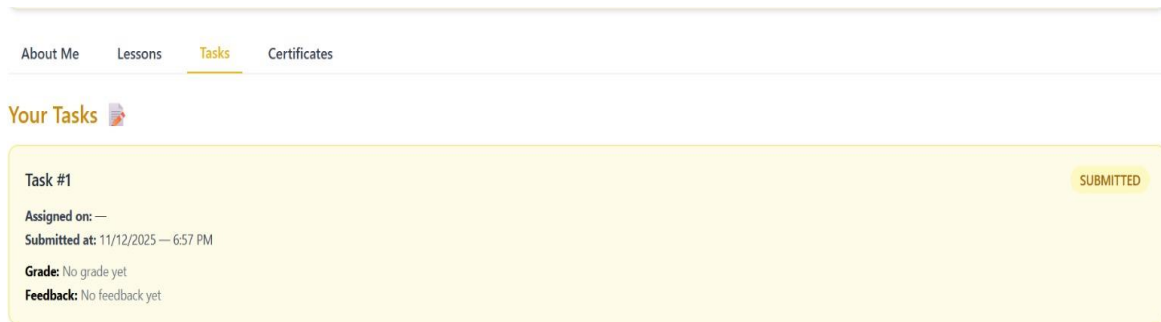 About Me Lessons Tasks Certificates
Your Tasks
Task #1 SUBMITTED
Assigned on: —
Submitted at: 11/12/2025 — 6:57 PM
Grade: No grade yet
Feedback: No feedback yet